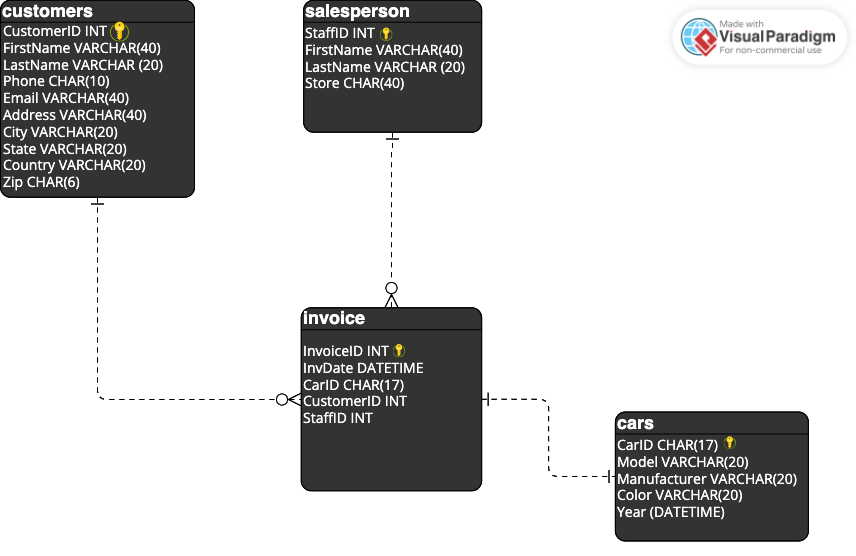 customers
CustomerID INT
FirstName VARCHAR(40)
LastName VARCHAR (20)
Phone CHAR(10)
Email VARCHAR(40)
Address VARCHAR(40)
City VARCHAR(20)
State VARCHAR(20)
Country VARCHAR(20)
Zip CHAR(6)
salesperson
StaffID INT
FirstName VARCHAR(40)
LastName VARCHAR (20)
Store CHAR(40)
Made with
VisualParadigm
For non-commercial use
invoice
InvoiceID INT
InvDate DATETIME
CarID CHAR(17)
CustomerID INT
StaffID INT
cars
CarID CHAR(17)
Model VARCHAR(20)
Manufacturer VARCHAR(20)
Color VARCHAR(20)
Year (DATETIME)